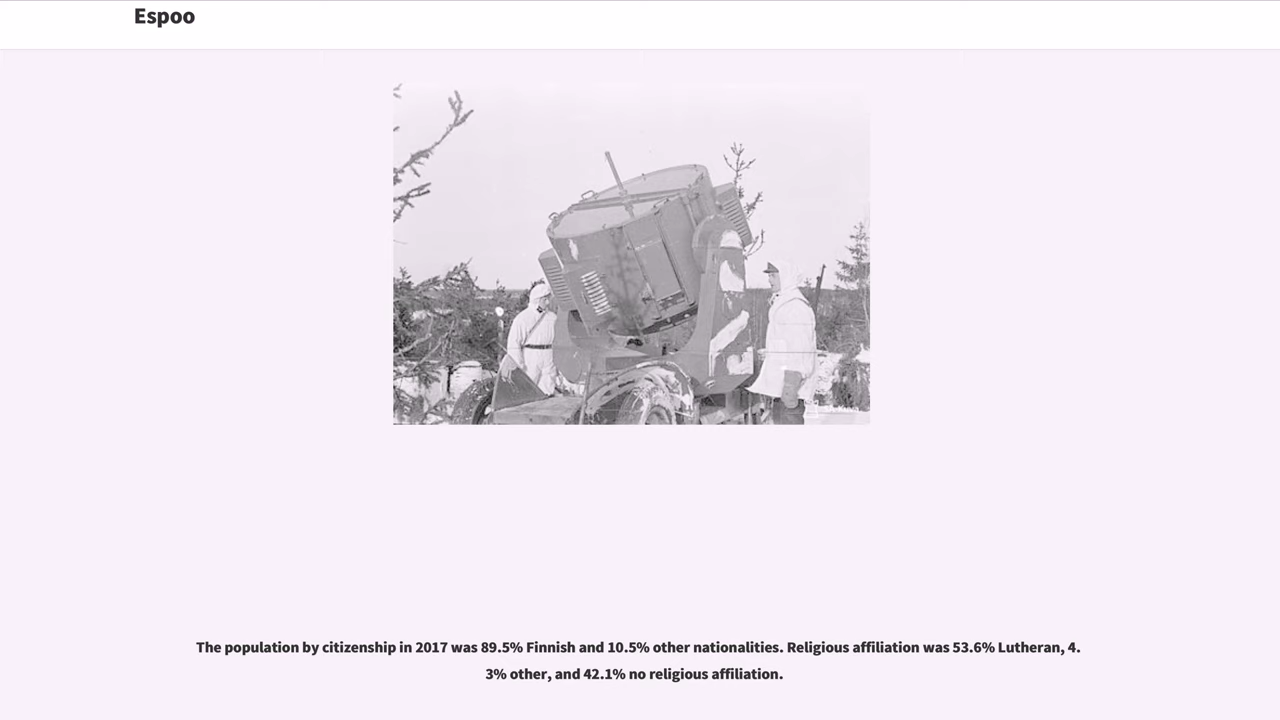 Espoo
The population by citizenship in 2017 was 89.5% Finnish and 10.5% other nationalities. Religious affiliation was 53.6% Lutheran, 4.
3% other, and 42.1% no religious affiliation.